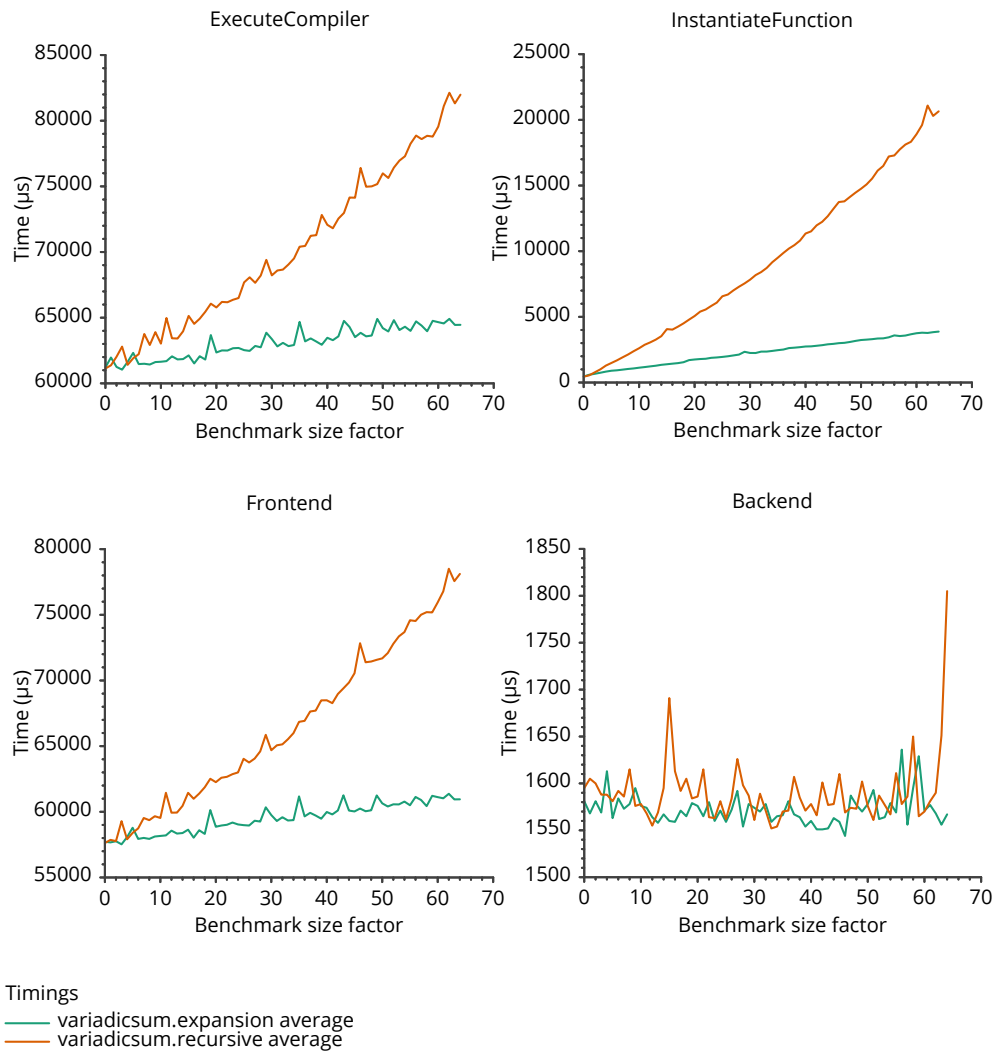 ExecuteCompiler
85000
80000
75000
70000
65000
60000
Time (µs)
0 10 20 30 40 50 60 70
Benchmark size factor
InstantiateFunction
25000
20000
15000
10000
5000
0
Time (µs)
0 10 20 30 40 50 60 70
Benchmark size factor
Frontend
80000
75000
70000
65000
60000
55000
Time (µs)
0 10 20 30 40 50 60 70
Benchmark size factor
Backend
1850
1800
1750
1700
1650
1600
1550
1500
Time (µs)
0 10 20 30 40 50 60 70
Benchmark size factor
Timings
variadicsum.expansion average
variadicsum.recursive average